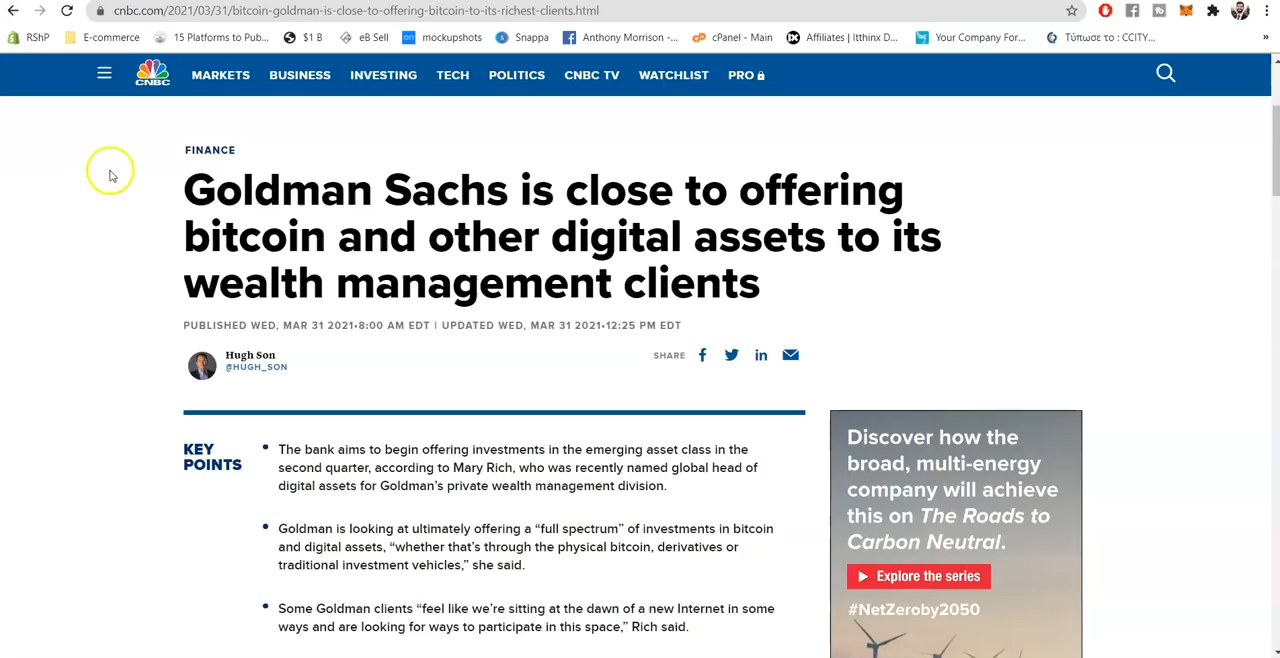 cnbc.com/2021/03/31/bitcoin-goldman-is-close-to-offering-bitcoin-to-its-richest-clients.html
RShP E-commerce 15 Platforms to Pub... $1 B eB Sell mockupshots Snappa Anthony Morrison -... cPanel - Main Affiliates | Itthinx D... Your Company For... Τύπωσε το : CCITY... »
CNBC MARKETS BUSINESS INVESTING TECH POLITICS CNBC TV WATCHLIST PRO
FINANCE
Goldman Sachs is close to offering
bitcoin and other digital assets to its
wealth management clients
PUBLISHED WED, MAR 31 2021•8:00 AM EDT | UPDATED WED, MAR 31 2021•12:25 PM EDT
Hugh Son
@HUGH_SON
SHARE
KEY
POINTS
The bank aims to begin offering investments in the emerging asset class in the
second quarter, according to Mary Rich, who was recently named global head of
digital assets for Goldman’s private wealth management division.
Goldman is looking at ultimately offering a “full spectrum” of investments in bitcoin
and digital assets, “whether that’s through the physical bitcoin, derivatives or
traditional investment vehicles,” she said.
Some Goldman clients “feel like we’re sitting at the dawn of a new Internet in some
ways and are looking for ways to participate in this space,” Rich said.
Discover how the
broad, multi-energy
company will achieve
this on The Roads to
Carbon Neutral.
Explore the series
#NetZeroby2050